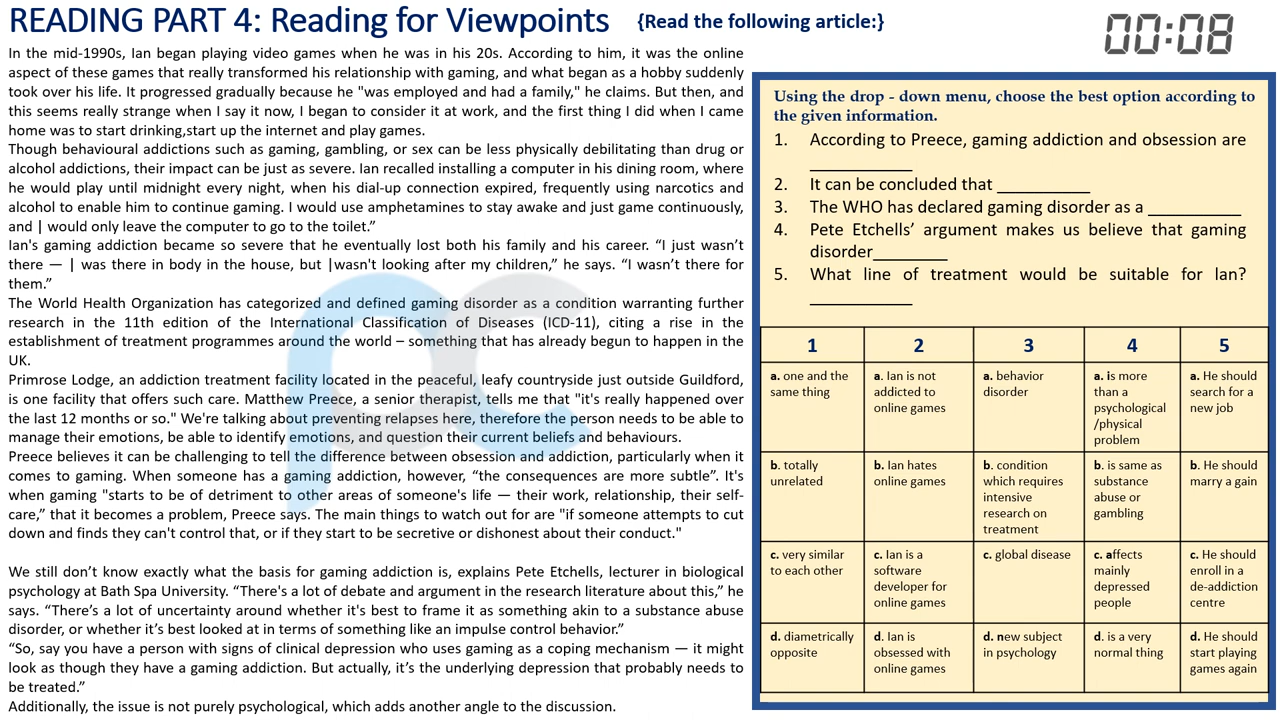 READING PART 4: Reading for Viewpoints {Read the following article:}
00:08
In the mid-1990s, Ian began playing video games when he was in his 20s. According to him, it was the online
aspect of these games that really transformed his relationship with gaming, and what began as a hobby suddenly
took over his life. It progressed gradually because he "was employed and had a family," he claims. But then, and
this seems really strange when I say it now, I began to consider it at work, and the first thing I did when I came
home was to start drinking,start up the internet and play games.
Though behavioural addictions such as gaming, gambling, or sex can be less physically debilitating than drug or
alcohol addictions, their impact can be just as severe. Ian recalled installing a computer in his dining room, where
he would play until midnight every night, when his dial-up connection expired, frequently using narcotics and
alcohol to enable him to continue gaming. I would use amphetamines to stay awake and just game continuously,
and | would only leave the computer to go to the toilet.”
Ian's gaming addiction became so severe that he eventually lost both his family and his career. “I just wasn’t
there — | was there in body in the house, but |wasn't looking after my children,” he says. “I wasn’t there for
them.”
The World Health Organization has categorized and defined gaming disorder as a condition warranting further
research in the 11th edition of the International Classification of Diseases (ICD-11), citing a rise in the
establishment of treatment programmes around the world – something that has already begun to happen in the
UK.
Primrose Lodge, an addiction treatment facility located in the peaceful, leafy countryside just outside Guildford,
is one facility that offers such care. Matthew Preece, a senior therapist, tells me that "it's really happened over
the last 12 months or so." We're talking about preventing relapses here, therefore the person needs to be able to
manage their emotions, be able to identify emotions, and question their current beliefs and behaviours.
Preece believes it can be challenging to tell the difference between obsession and addiction, particularly when it
comes to gaming. When someone has a gaming addiction, however, “the consequences are more subtle”. It's
when gaming "starts to be of detriment to other areas of someone's life — their work, relationship, their self-
care,” that it becomes a problem, Preece says. The main things to watch out for are "if someone attempts to cut
down and finds they can't control that, or if they start to be secretive or dishonest about their conduct."
We still don’t know exactly what the basis for gaming addiction is, explains Pete Etchells, lecturer in biological
psychology at Bath Spa University. “There's a lot of debate and argument in the research literature about this,” he
says. “There’s a lot of uncertainty around whether it's best to frame it as something akin to a substance abuse
disorder, or whether it’s best looked at in terms of something like an impulse control behavior.”
“So, say you have a person with signs of clinical depression who uses gaming as a coping mechanism — it might
look as though they have a gaming addiction. But actually, it’s the underlying depression that probably needs to
be treated.”
Additionally, the issue is not purely psychological, which adds another angle to the discussion.
Using the drop - down menu, choose the best option according to
the given information.
1. According to Preece, gaming addiction and obsession are
___________
2. It can be concluded that __________
3. The WHO has declared gaming disorder as a __________
4. Pete Etchells’ argument makes us believe that gaming
disorder________
5. What line of treatment would be suitable for Ian?
___________
1 2 3 4 5
a. one and the
same thing
a. Ian is not
addicted to
online games
a. behavior
disorder
a. is more
than a
psychological
/physical
problem
a. He should
search for a
new job
b. totally
unrelated
b. Ian hates
online games
b. condition
which requires
intensive
research on
treatment
b. is same as
substance
abuse or
gambling
b. He should
marry a gain
c. very similar
to each other
c. Ian is a
software
developer for
online games
c. global disease
c. affects
mainly
depressed
people
c. He should
enroll in a
de-addiction
centre
d. diametrically
opposite
d. Ian is
obsessed with
online games
d. new subject
in psychology
d. is a very
normal thing
d. He should
start playing
games again